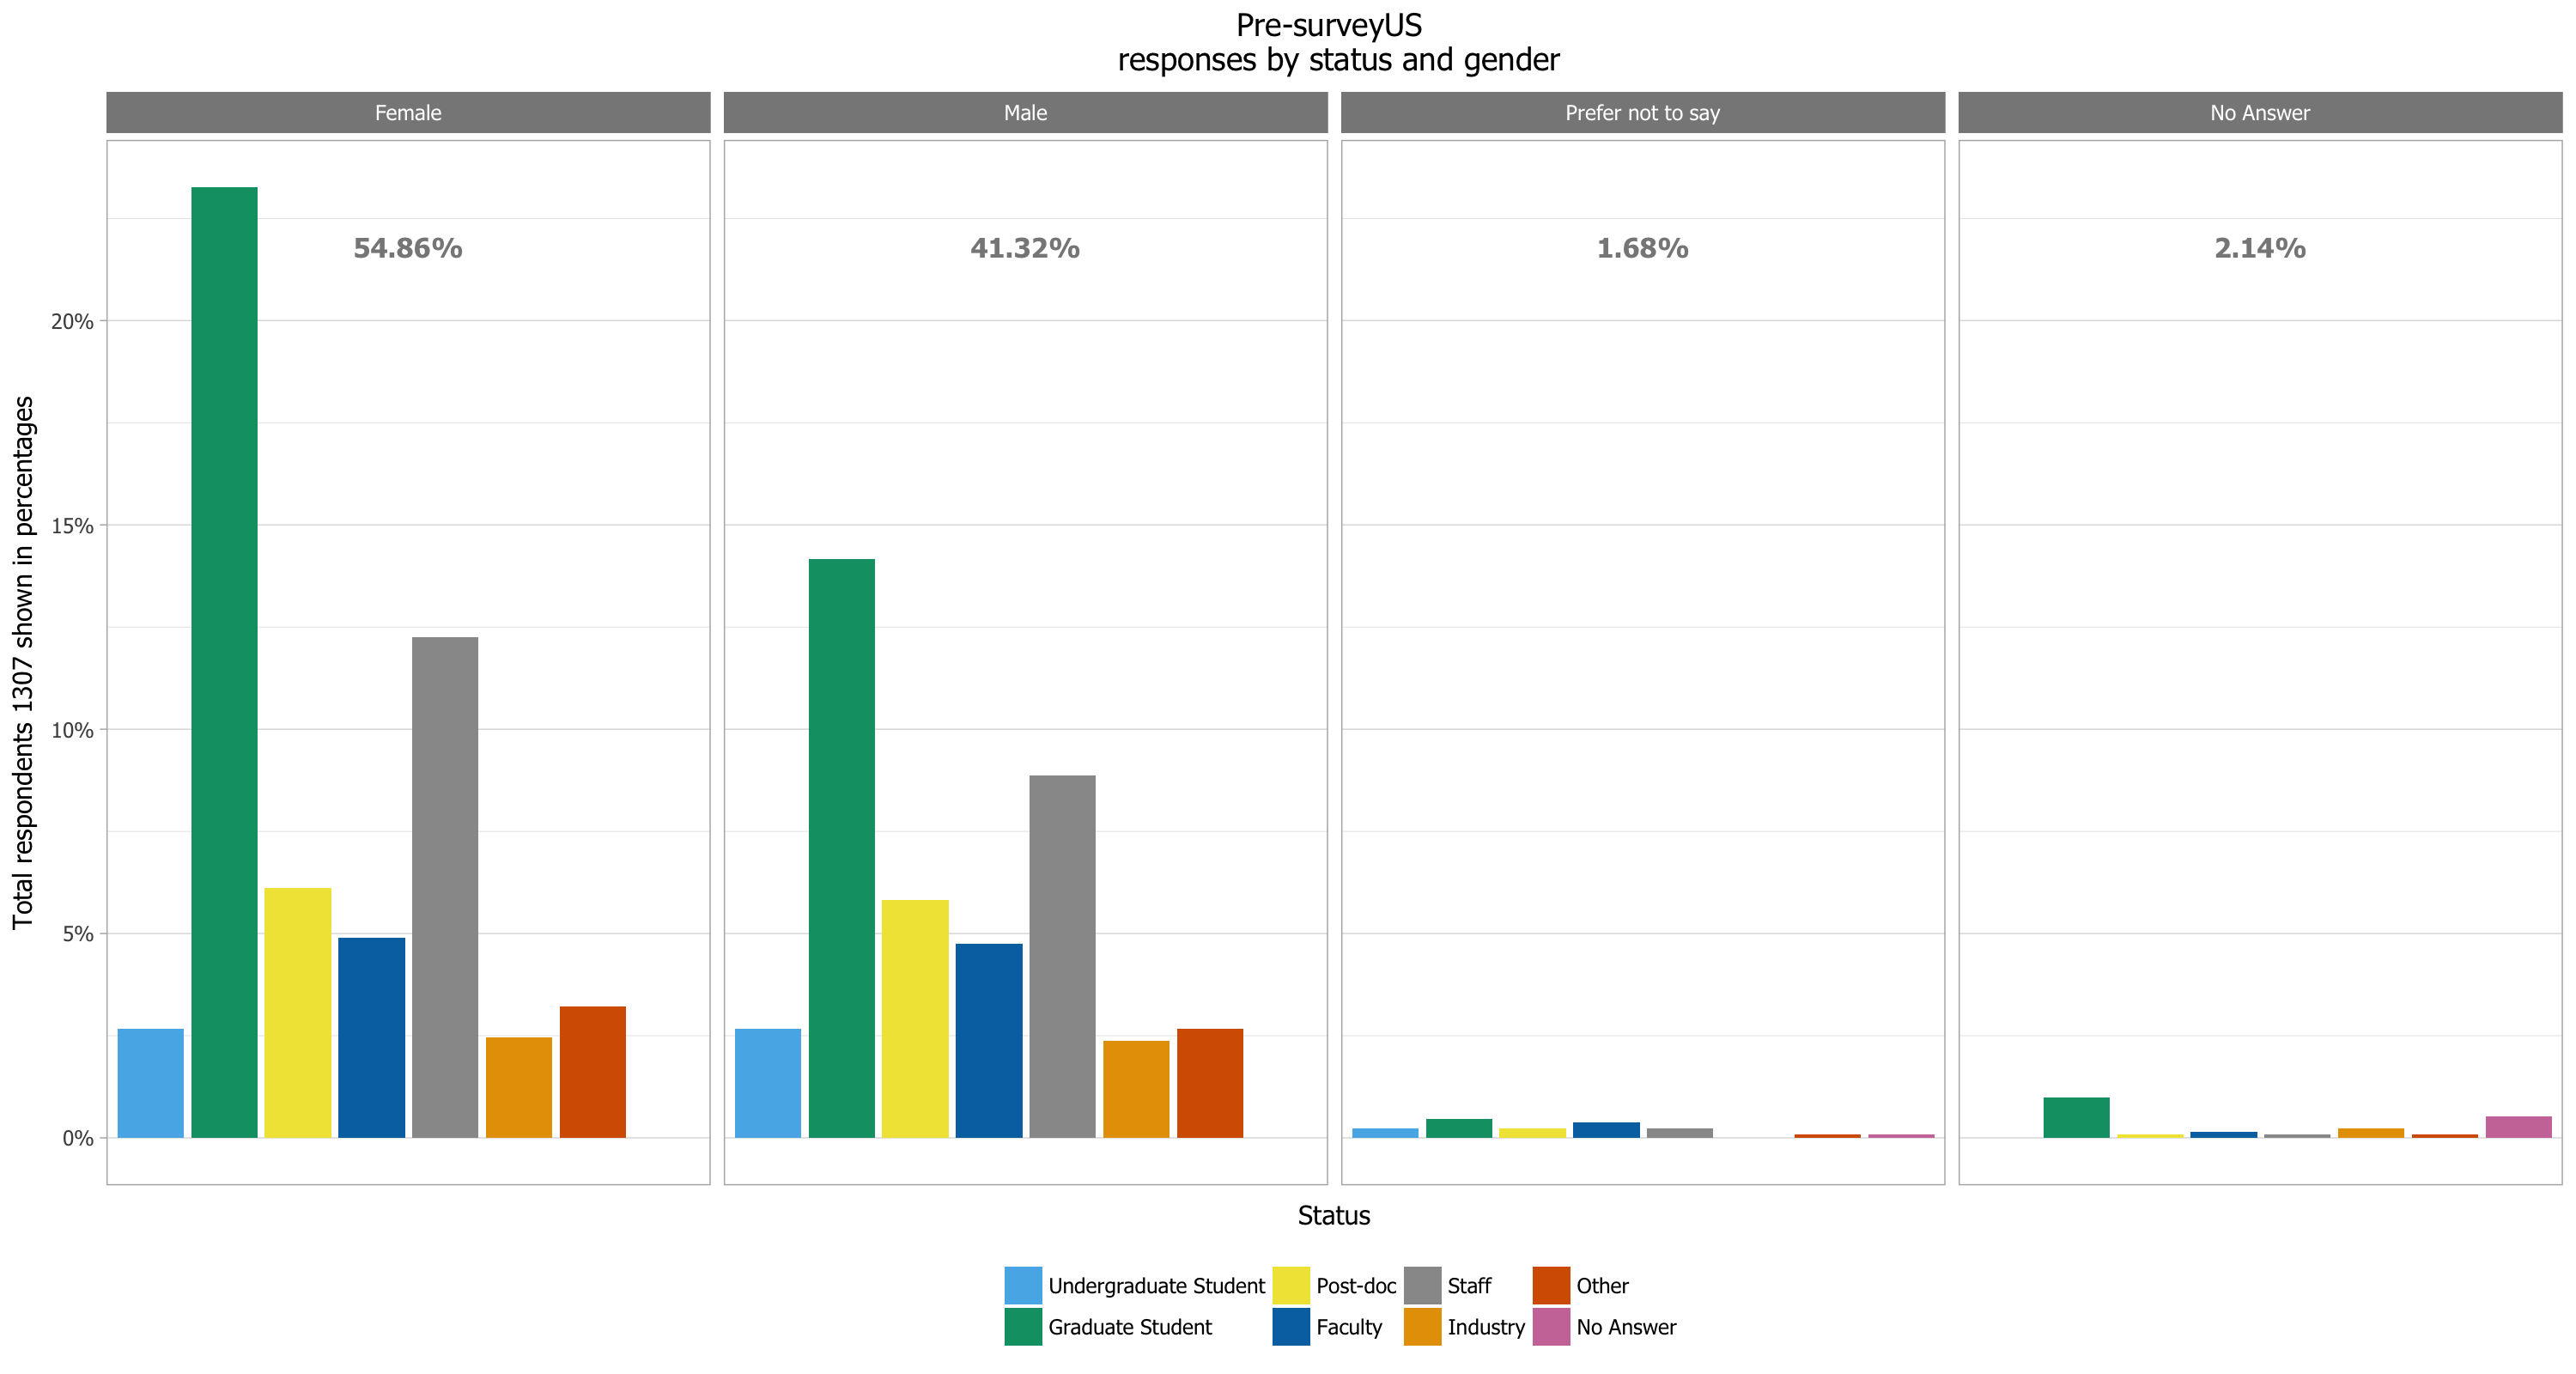 Pre-surveyUS
responses by status and gender
Female
Male
Prefer not to say
No Answer
54.86%
41.32%
1.68%
2.14%
20%
15%
10%
5%
0%
Total respondents 1307 shown in percentages
Status
Undergraduate Student
Post-doc
Staff
Other
Graduate Student
Faculty
Industry
No Answer